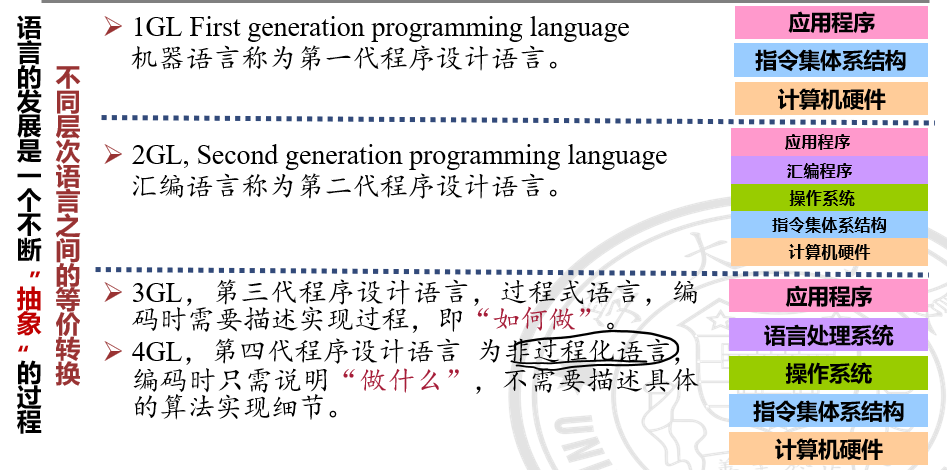 语言的发展是一个不断“抽象“的过程
不同层次语言之间的等价转换
➢ 1GL First generation programming language
机器语言称为第一代程序设计语言。
应用程序
指令集体系结构
计算机硬件
➢ 2GL, Second generation programming language
汇编语言称为第二代程序设计语言。
应用程序
汇编程序
操作系统
指令集体系结构
计算机硬件
➢ 3GL，第三代程序设计语言，过程式语言，编
码时需要描述实现过程，即“如何做”。
➢ 4GL，第四代程序设计语言 为非过程化语言，
编码时只需说明“做什么”，不需要描述具体
的算法实现细节。
应用程序
语言处理系统
操作系统
指令集体系结构
计算机硬件
大
UNI